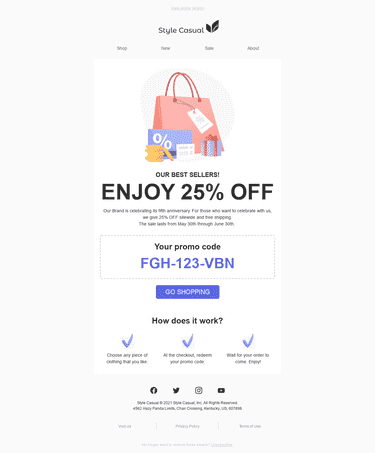 Style Casual
Shop New Sale About
%
OUR BEST SELLERS!
ENJOY 25% OFF
Our Brand is celebrating its fifth anniversary. For those who want to celebrate with us,
we give 25% OFF sitewide and free shipping.
The sale lasts from May 30th through June 30th.
Your promo code
FGH-123-VBN
GO SHOPPING
How does it work?
Choose any piece of
clothing that you like.
At the checkout, redeem
your promo code.
Wait for your order to
come. Enjoy!
Style Casual © 2021 Style Casual, Inc. All Rights Reserved.
4562 Hazy Panda Limits, Chair Crossing, Kentucky, US, 607898
Visit us Privacy Policy Terms of Use